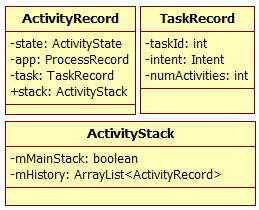 ActivityRecord
-state: ActivityState
-app: ProcessRecord
-task: TaskRecord
+stack: ActivityStack
TaskRecord
-taskId: int
-intent: Intent
-numActivities: int
ActivityStack
-mMainStack: boolean
-mHistory: ArrayList<ActivityRecord>